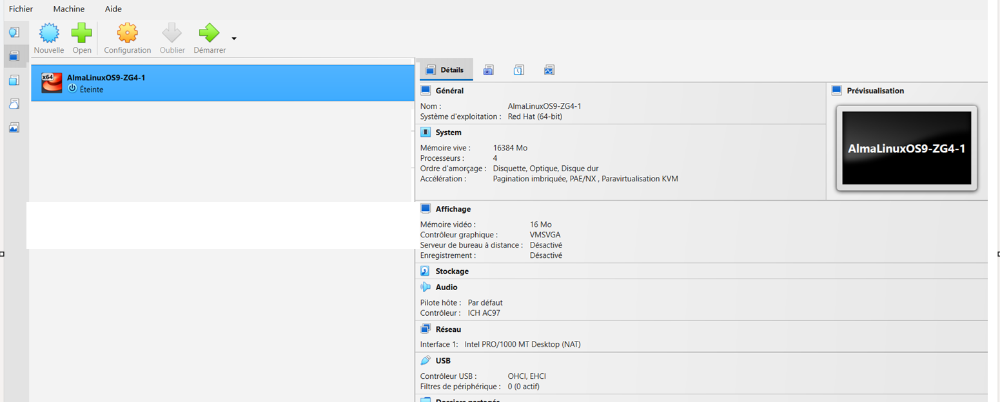 Fichier Machine Aide
Nouvelle Open Configuration Oublier Démarrer
x64 AlmaLinuxOS9-ZG4-1
Éteinte
Détails
Général
Nom : AlmaLinuxOS9-ZG4-1
Système d'exploitation : Red Hat (64-bit)
System
Mémoire vive : 16384 Mo
Processeurs : 4
Ordre d'amorçage : Disquette, Optique, Disque dur
Accélération : Pagination imbriquée, PAE/NX , Paravirtualisation KVM
Prévisualisation
AlmaLinuxOS9-ZG4-1
Affichage
Mémoire vidéo : 16 Mo
Contrôleur graphique : VMSVGA
Serveur de bureau à distance : Désactivé
Enregistrement : Désactivé
Stockage
Audio
Pilote hôte : Par défaut
Contrôleur : ICH AC97
Réseau
Interface 1: Intel PRO/1000 MT Desktop (NAT)
USB
Contrôleur USB : OHCI, EHCI
Filtres de périphérique : 0 (0 actif)
Dossiers partagés